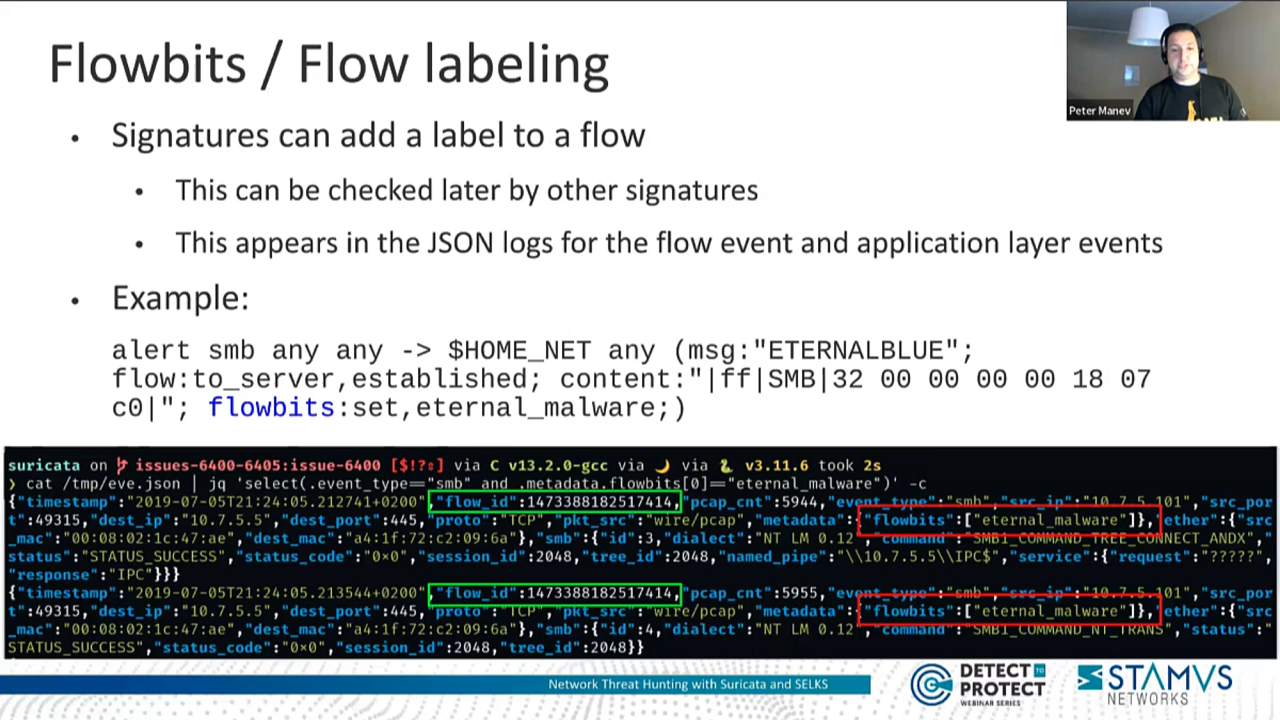 Flowbits / Flow labeling
Peter Manev
• Signatures can add a label to a flow
• This can be checked later by other signatures
• This appears in the JSON logs for the flow event and application layer events
• Example:
alert smb any any -> $HOME_NET any (msg:"ETERNALBLUE";
flow:to_server,established; content:"|ff|SMB|32 00 00 00 00 18 07
c0|"; flowbits:set,eternal_malware;)
suricata on issues-6400-6405:issue-6400 [$!?⇕] via C v13.2.0-gcc via 🌙 via 🐍 v3.11.6 took 2s
❯ cat /tmp/eve.json | jq 'select(.event_type=="smb" and .metadata.flowbits[0]=="eternal_malware")' -c
{"timestamp":"2019-07-05T21:24:05.212741+0200","flow_id":1473388182517414,"pcap_cnt":5944,"event_type":"smb","src_ip":"10.7.5.101","src_por
t":49315,"dest_ip":"10.7.5.5","dest_port":445,"proto":"TCP","pkt_src":"wire/pcap","metadata":{"flowbits":["eternal_malware"]},"ether":{"src
_mac":"00:08:02:1c:47:ae","dest_mac":"a4:1f:72:c2:09:6a"},"smb":{"id":3,"dialect":"NT LM 0.12","command":"SMB1_COMMAND_TREE_CONNECT_ANDX","
status":"STATUS_SUCCESS","status_code":"0×0","session_id":2048,"tree_id":2048,"named_pipe":"\\10.7.5.5\\IPC$","service":{"request":"?????",
"response":"IPC"}}}
{"timestamp":"2019-07-05T21:24:05.213544+0200","flow_id":1473388182517414,"pcap_cnt":5955,"event_type":"smb","src_ip":"10.7.5.101","src_por
t":49315,"dest_ip":"10.7.5.5","dest_port":445,"proto":"TCP","pkt_src":"wire/pcap","metadata":{"flowbits":["eternal_malware"]},"ether":{"src
_mac":"00:08:02:1c:47:ae","dest_mac":"a4:1f:72:c2:09:6a"},"smb":{"id":4,"dialect":"NT LM 0.12","command":"SMB1_COMMAND_NT_TRANS","status":"
STATUS_SUCCESS","status_code":"0×0","session_id":2048,"tree_id":2048}}
Network Threat Hunting with Suricata and SELKS
DETECT TO
PROTECT
WEBINAR SERIES
STAMVS
NETWORKS